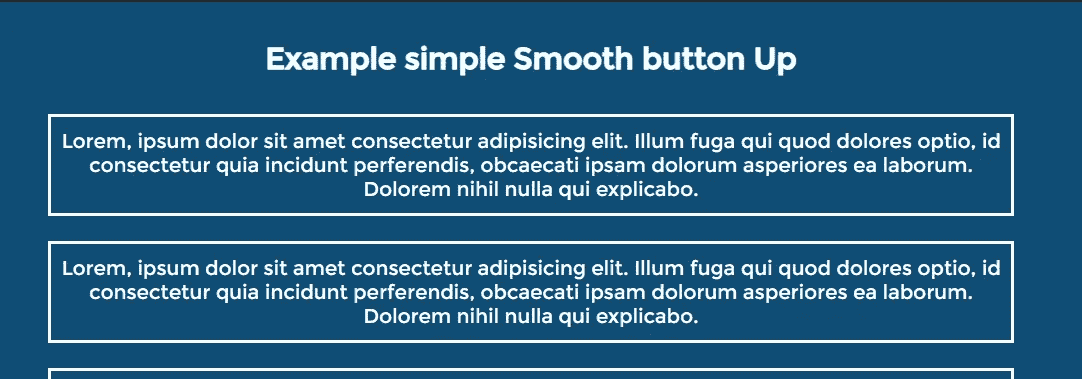 Example simple Smooth button Up
Lorem, ipsum dolor sit amet consectetur adipisicing elit. Illum fuga qui quod dolores optio, id
consectetur quia incidunt perferendis, obcaecati ipsam dolorum asperiores ea laborum.
Dolorem nihil nulla qui explicabo.
Lorem, ipsum dolor sit amet consectetur adipisicing elit. Illum fuga qui quod dolores optio, id
consectetur quia incidunt perferendis, obcaecati ipsam dolorum asperiores ea laborum.
Dolorem nihil nulla qui explicabo.